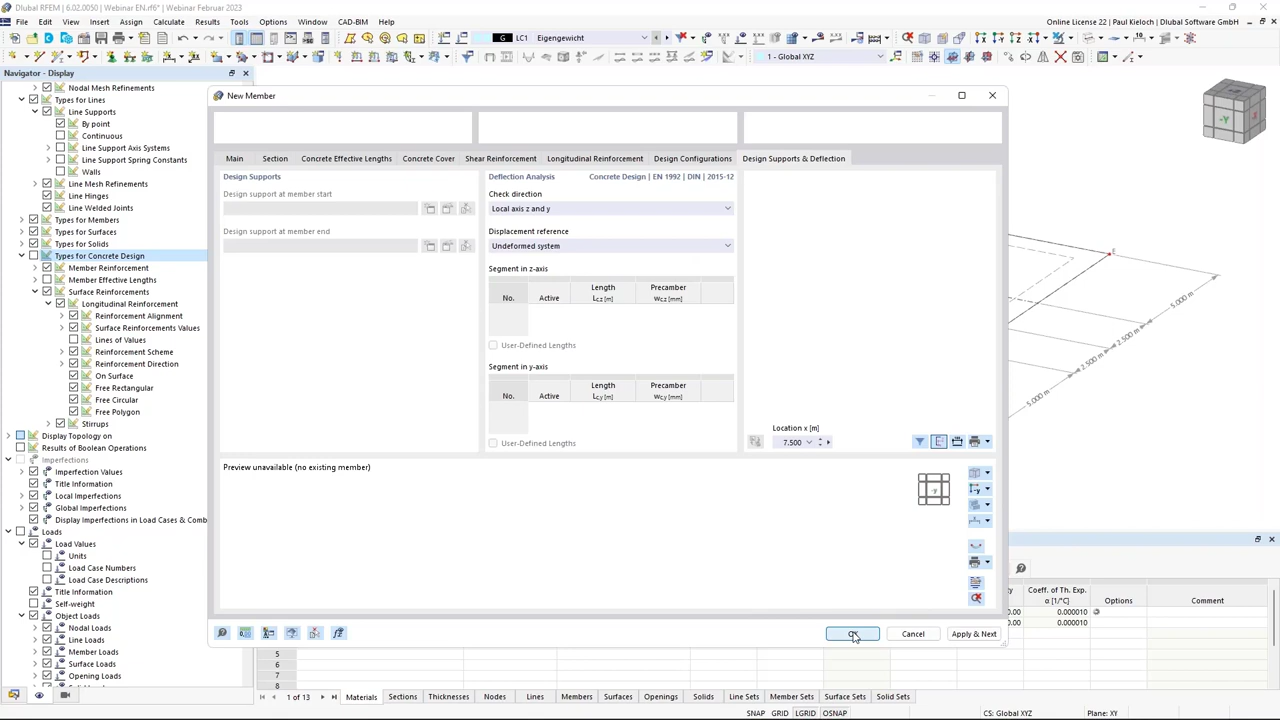 Dlubal RFEM | 6.02.0050 | Webinar EN.rf6* | Webinar Februar 2023
File Edit View Insert Assign Calculate Results Tools Options Window CAD-BIM Help
Online License 22 | Paul Kieloch | Dlubal Software GmbH
G LC1 Eigengewicht
1 - Global XYZ
Navigator - Display
Nodal Mesh Refinements
Types for Lines
Line Supports
By point
Continuous
Line Support Axis Systems
Line Support Spring Constants
Walls
Line Mesh Refinements
Line Hinges
Line Welded Joints
Types for Members
Types for Surfaces
Types for Solids
Types for Concrete Design
Member Reinforcement
Member Effective Lengths
Surface Reinforcements
Longitudinal Reinforcement
Reinforcement Alignment
Surface Reinforcements Values
Lines of Values
Reinforcement Scheme
Reinforcement Direction
On Surface
Free Rectangular
Free Circular
Free Polygon
Stirrups
Display Topology on
Results of Boolean Operations
Imperfections
Imperfection Values
Title Information
Local Imperfections
Global Imperfections
Display Imperfections in Load Cases & Comb
Loads
Load Values
Units
Load Case Numbers
Load Case Descriptions
Title Information
Self-weight
Object Loads
Nodal Loads
Line Loads
Member Loads
Surface Loads
Opening Loads
New Member
Main Section Concrete Effective Lengths Concrete Cover Shear Reinforcement Longitudinal Reinforcement Design Configurations Design Supports & Deflection
Design Supports
Design support at member start
Design support at member end
Deflection Analysis Concrete Design | EN 1992 | DIN | 2015-12
Check direction
Local axis z and y
Displacement reference
Undeformed system
Segment in z-axis
Length Precamber
No. Active Lc,z [m] Wc,z [mm]
User-Defined Lengths
Segment in y-axis
Length Precamber
No. Active Lc,y [m] Wc,y [mm]
User-Defined Lengths
Location x [m]
7.500
Preview unavailable (no existing member)
-y
Cancel Apply & Next
-Y X
5.000 m
2.500 m
2.500 m
5.000 m
Coeff. of Th. Exp.
α [1/°C] Options Comment
0.000010
0.000010
5
6
7
8
1 of 13 Materials Sections Thicknesses Nodes Lines Members Surfaces Openings Solids Line Sets Member Sets Surface Sets Solid Sets
SNAP GRID LGRID OSNAP CS: Global XYZ Plane: XY